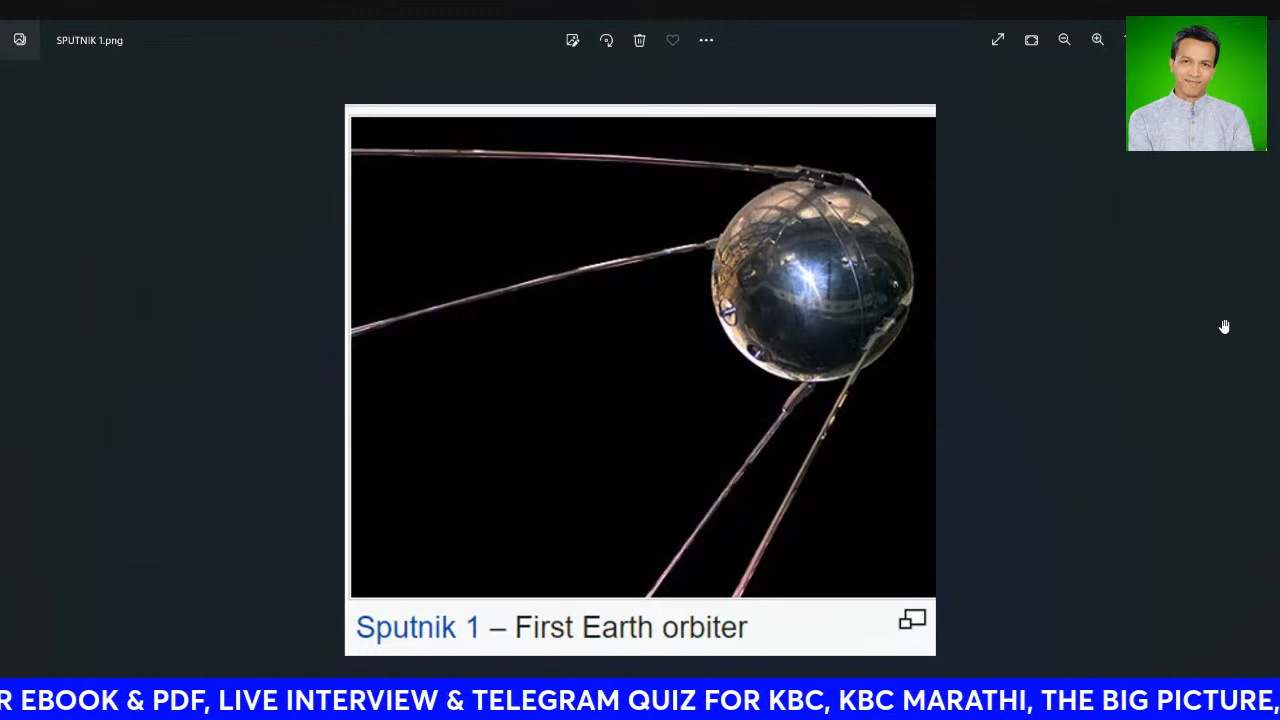 SPUTNIK 1.png
Sputnik 1 – First Earth orbiter
R EBOOK & PDF, LIVE INTERVIEW & TELEGRAM QUIZ FOR KBC, KBC MARATHI, THE BIG PICTURE,